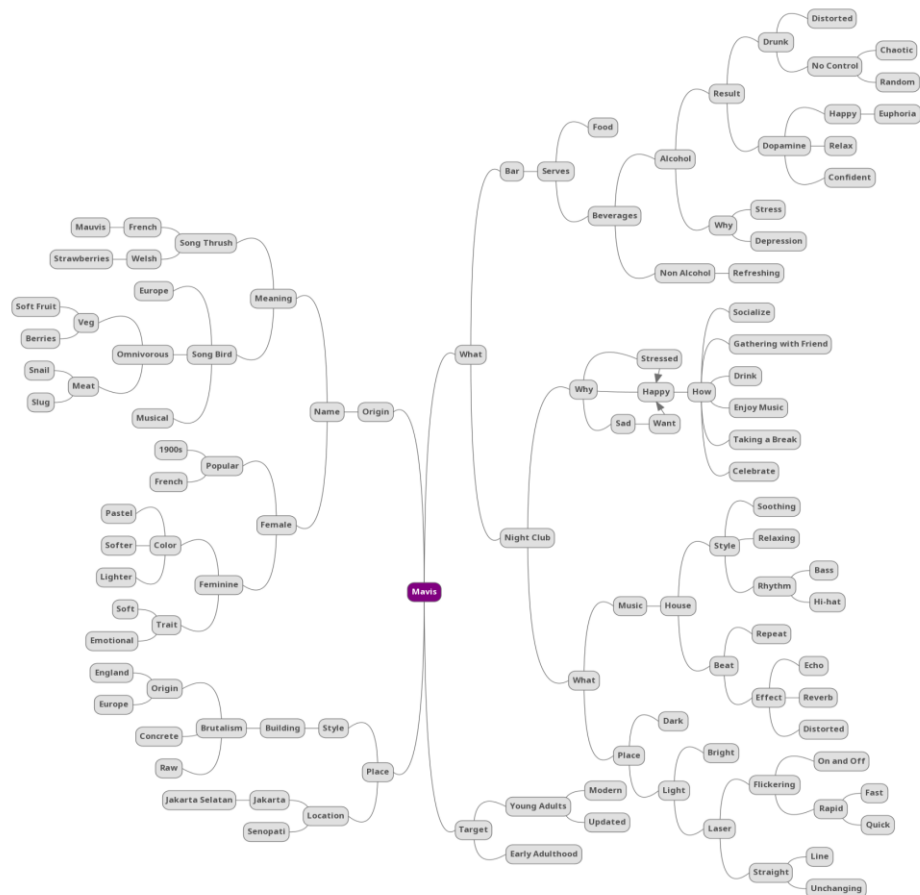 Mavis
Origin
Name
Meaning
Song Thrush
French
Mauvis
Welsh
Strawberries
Song Bird
Europe
Omnivorous
Veg
Soft Fruit
Berries
Meat
Snail
Slug
Musical
Female
Popular
1900s
French
Feminine
Color
Pastel
Softer
Lighter
Trait
Soft
Emotional
Place
Style
Building
Brutalism
Origin
England
Europe
Concrete
Raw
Location
Jakarta
Jakarta Selatan
Senopati
What
Bar
Serves
Food
Beverages
Alcohol
Result
Drunk
Distorted
No Control
Chaotic
Random
Dopamine
Happy
Euphoria
Relax
Confident
Why
Stress
Depression
Non Alcohol
Refreshing
Night Club
Why
Stressed
Happy
Sad
Want
How
Socialize
Gathering with Friend
Drink
Enjoy Music
Taking a Break
Celebrate
What
Music
House
Style
Soothing
Relaxing
Rhythm
Bass
Hi-hat
Beat
Repeat
Effect
Echo
Reverb
Distorted
Place
Dark
Light
Bright
Laser
Flickering
On and Off
Rapid
Fast
Quick
Straight
Line
Unchanging
Target
Young Adults
Modern
Updated
Early Adulthood